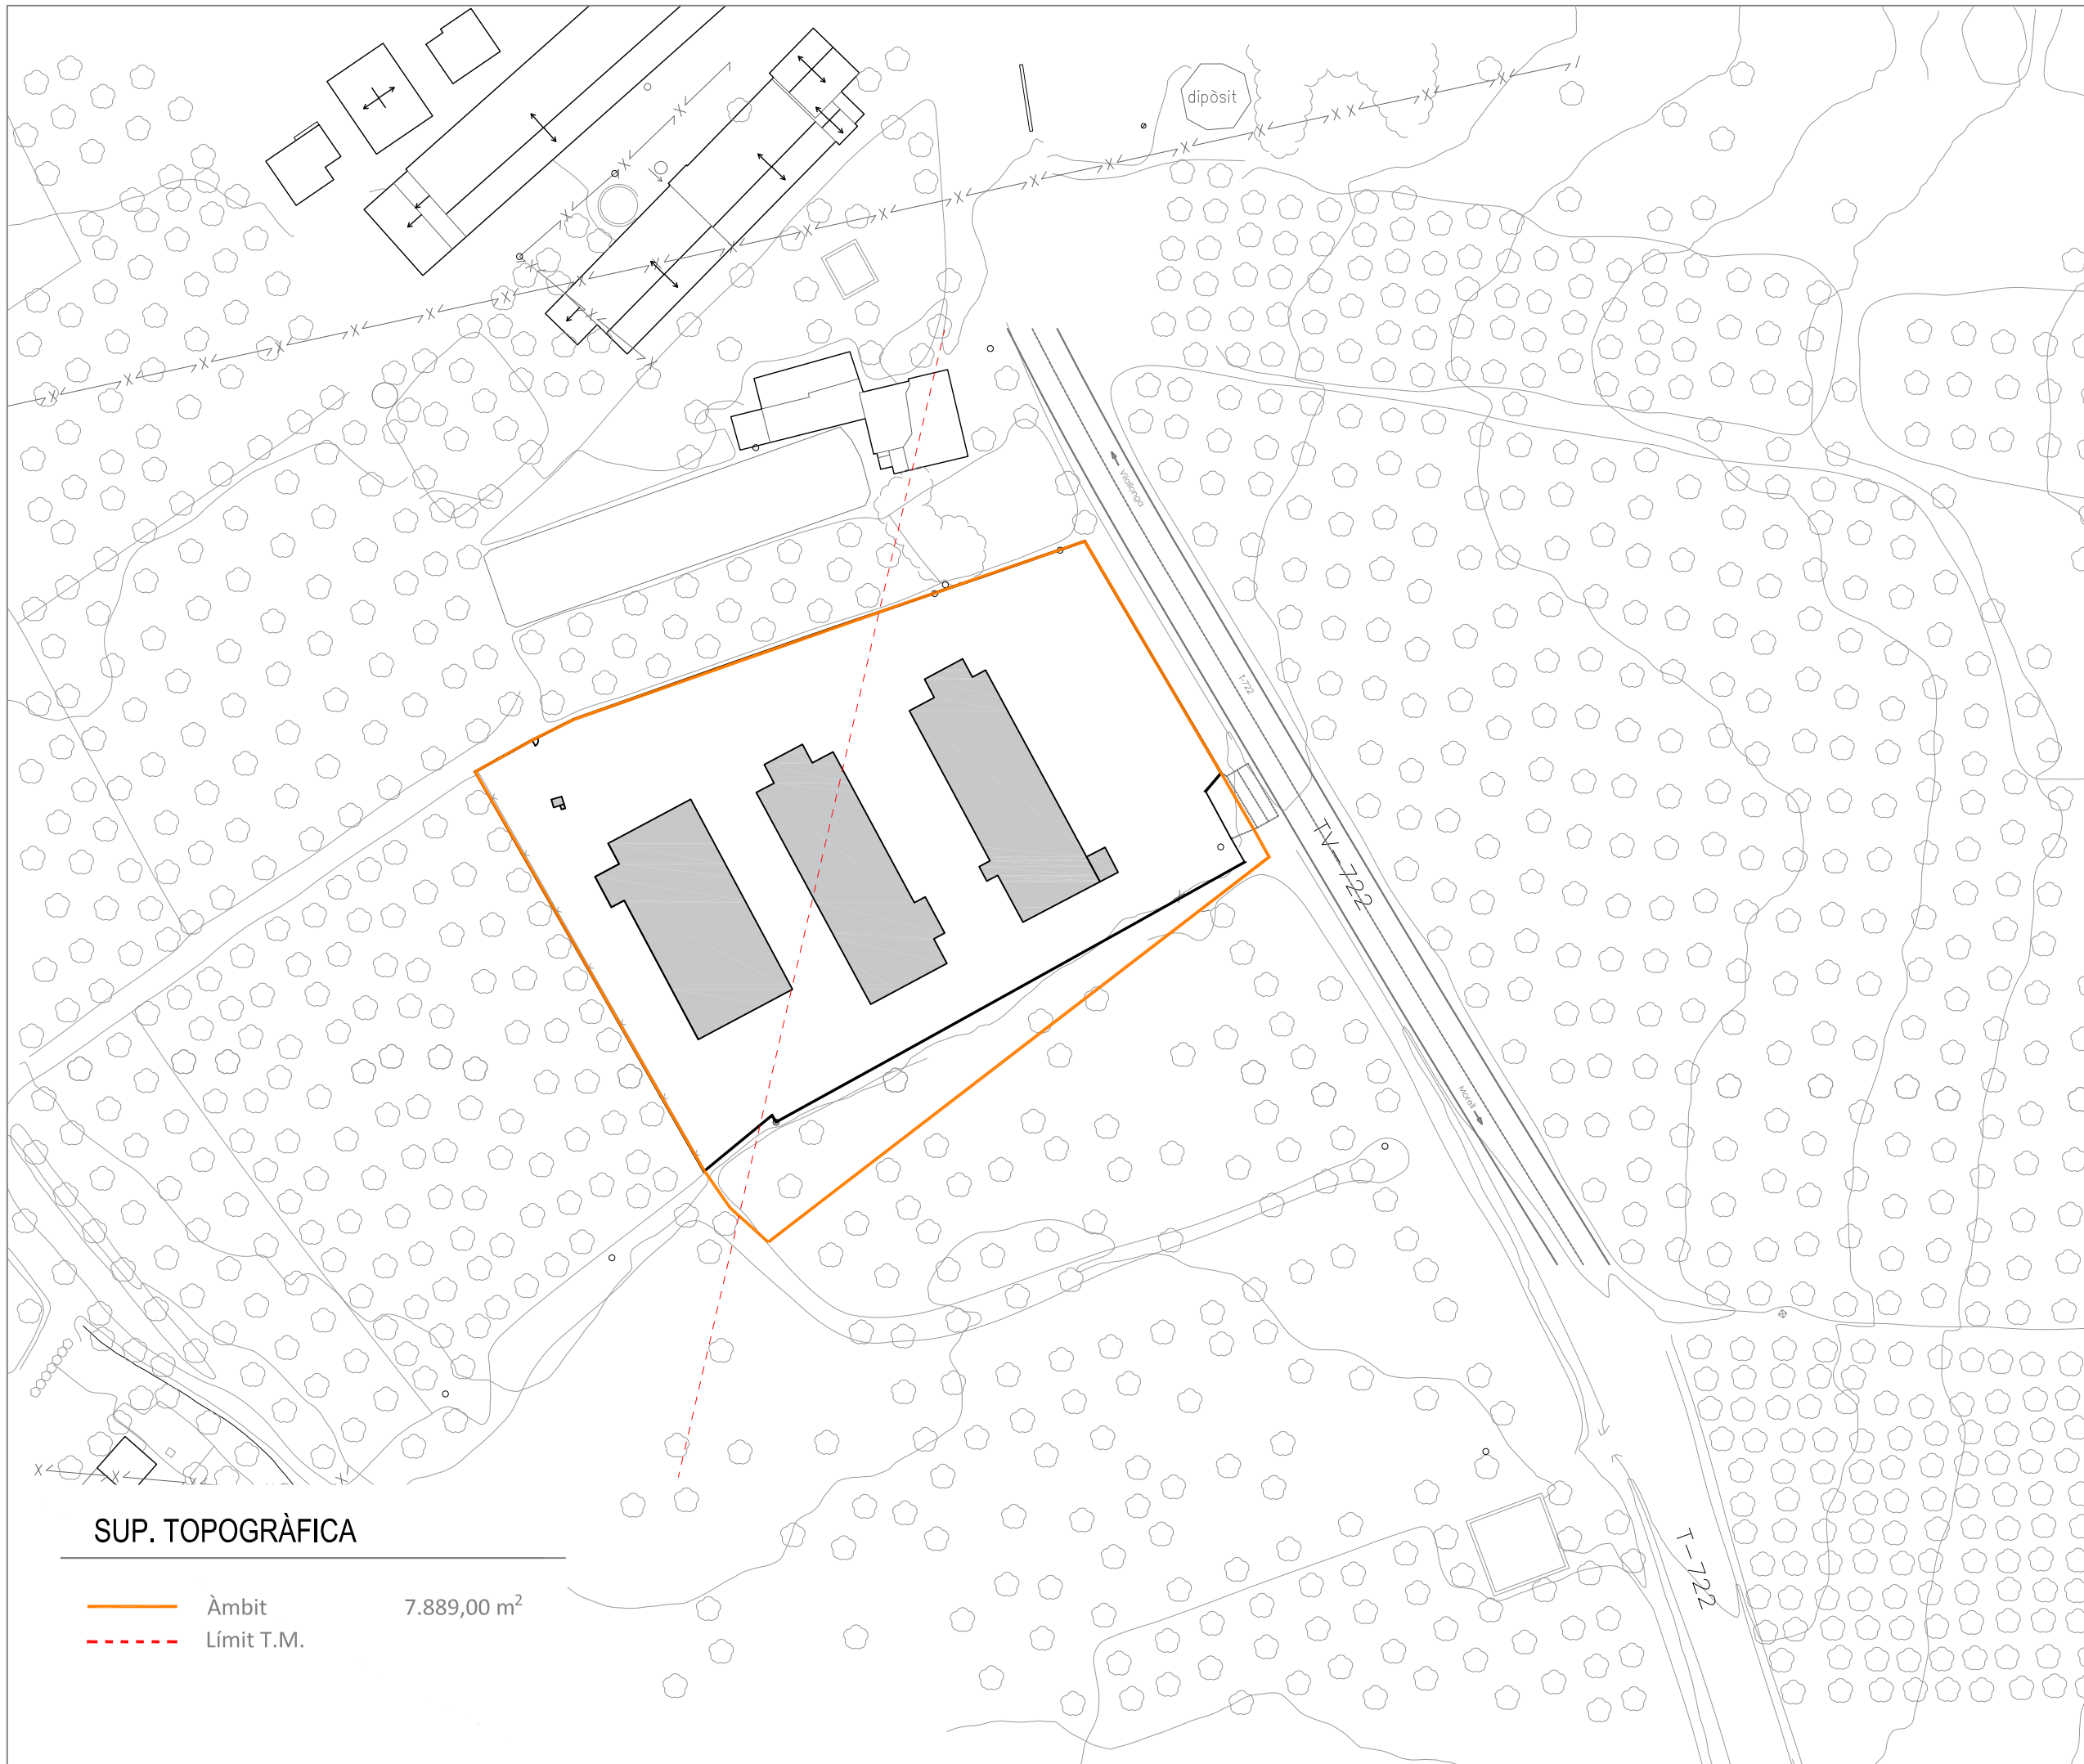 dipòsit
Vilallonga
T-722
TV-722
Morell
T-722
SUP. TOPOGRÀFICA
Àmbit 7.889,00 m²
Límit T.M.